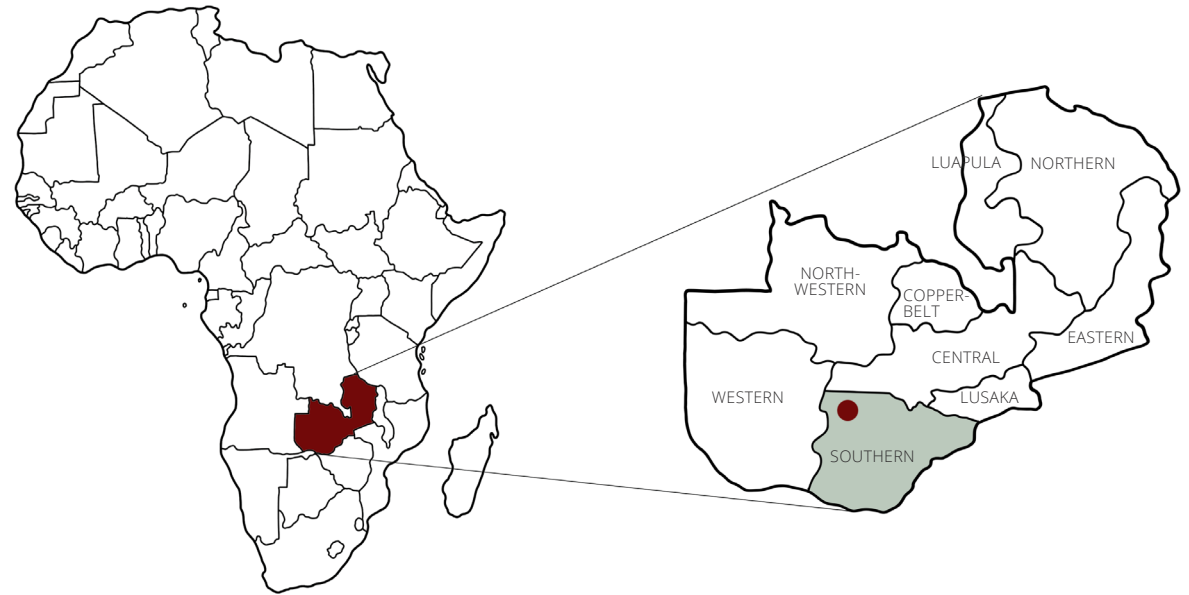 LUAPULA
NORTHERN
NORTH-
WESTERN
COPPER-
BELT
EASTERN
CENTRAL
WESTERN
LUSAKA
SOUTHERN